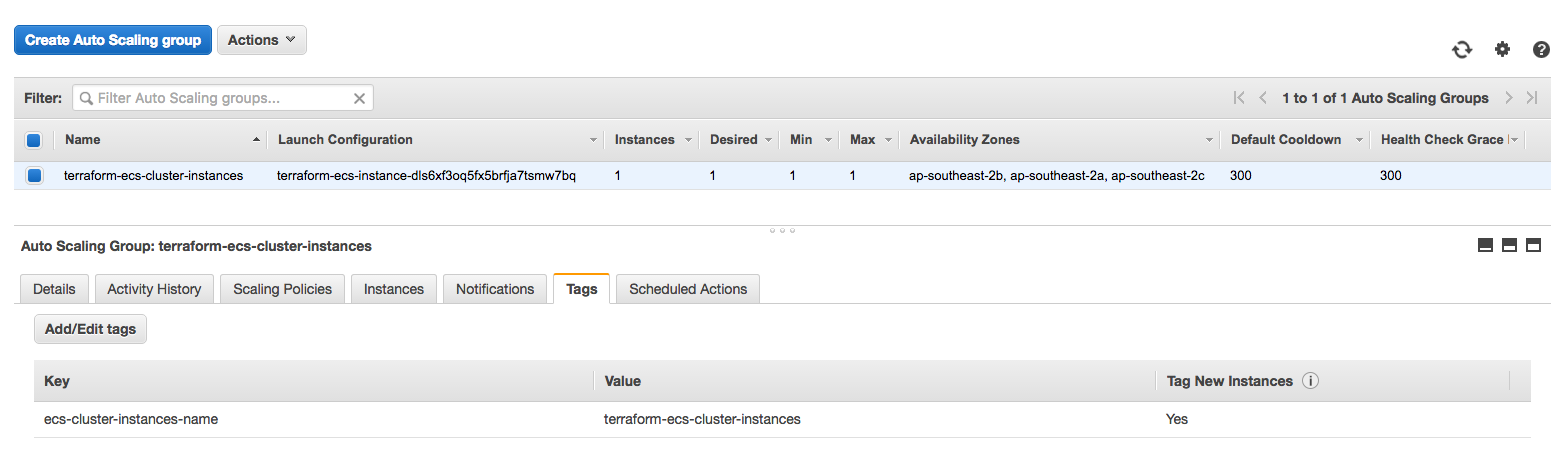 Create Auto Scaling group Actions
Filter: Filter Auto Scaling groups... 1 to 1 of 1 Auto Scaling Groups
Name Launch Configuration Instances Desired Min Max Availability Zones Default Cooldown Health Check Grace
terraform-ecs-cluster-instances terraform-ecs-instance-dls6xf3oq5fx5brfja7tsmw7bq 1 1 1 1 ap-southeast-2b, ap-southeast-2a, ap-southeast-2c 300 300
Auto Scaling Group: terraform-ecs-cluster-instances
Details Activity History Scaling Policies Instances Notifications Tags Scheduled Actions
Add/Edit tags
Key Value Tag New Instances
ecs-cluster-instances-name terraform-ecs-cluster-instances Yes